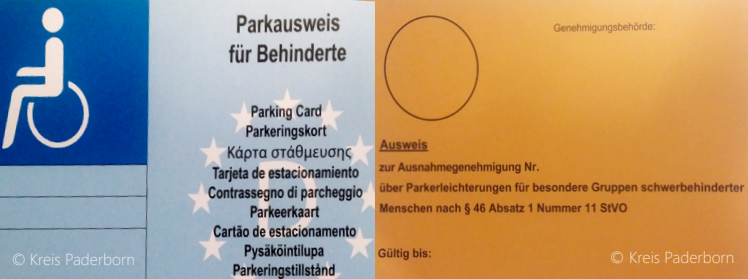 Parkausweis
für Behinderte
Parking Card
Parkeringskort
Κάρτα στάθμευσης
Tarjeta de estacionamiento
Contrassegno di parcheggio
Parkeerkaart
Cartão de estacionamento
Pysäköintilupa
Parkeringstillstånd
D
© Kreis Paderborn
Genehmigungsbehörde:
Ausweis
zur Ausnahmegenehmigung Nr.
über Parkerleichterungen für besondere Gruppen schwerbehinderter
Menschen nach § 46 Absatz 1 Nummer 11 StVO
Gültig bis:
© Kreis Paderborn